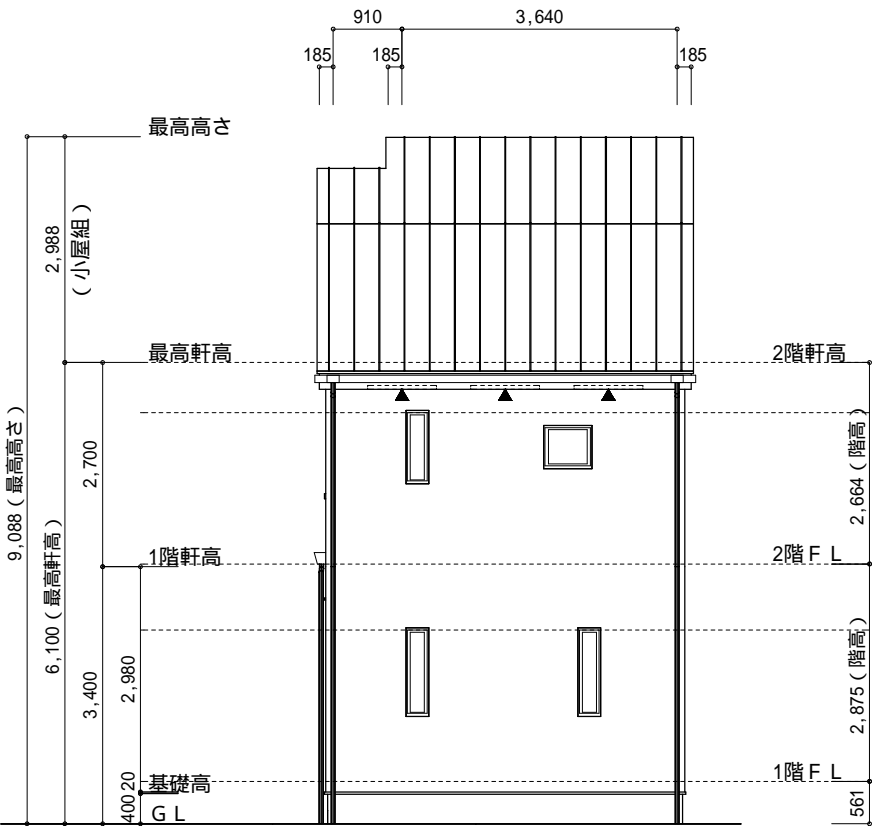 910
3,640
185
185
185
最高高さ
2,988
(小屋組)
最高軒高
2階軒高
9,088(最高高さ)
2,700
2,664(階高)
1階軒高
2階FL
6,100(最高軒高)
3,400
2,980
2,875(階高)
1階FL
基礎高
20
400
GL
561